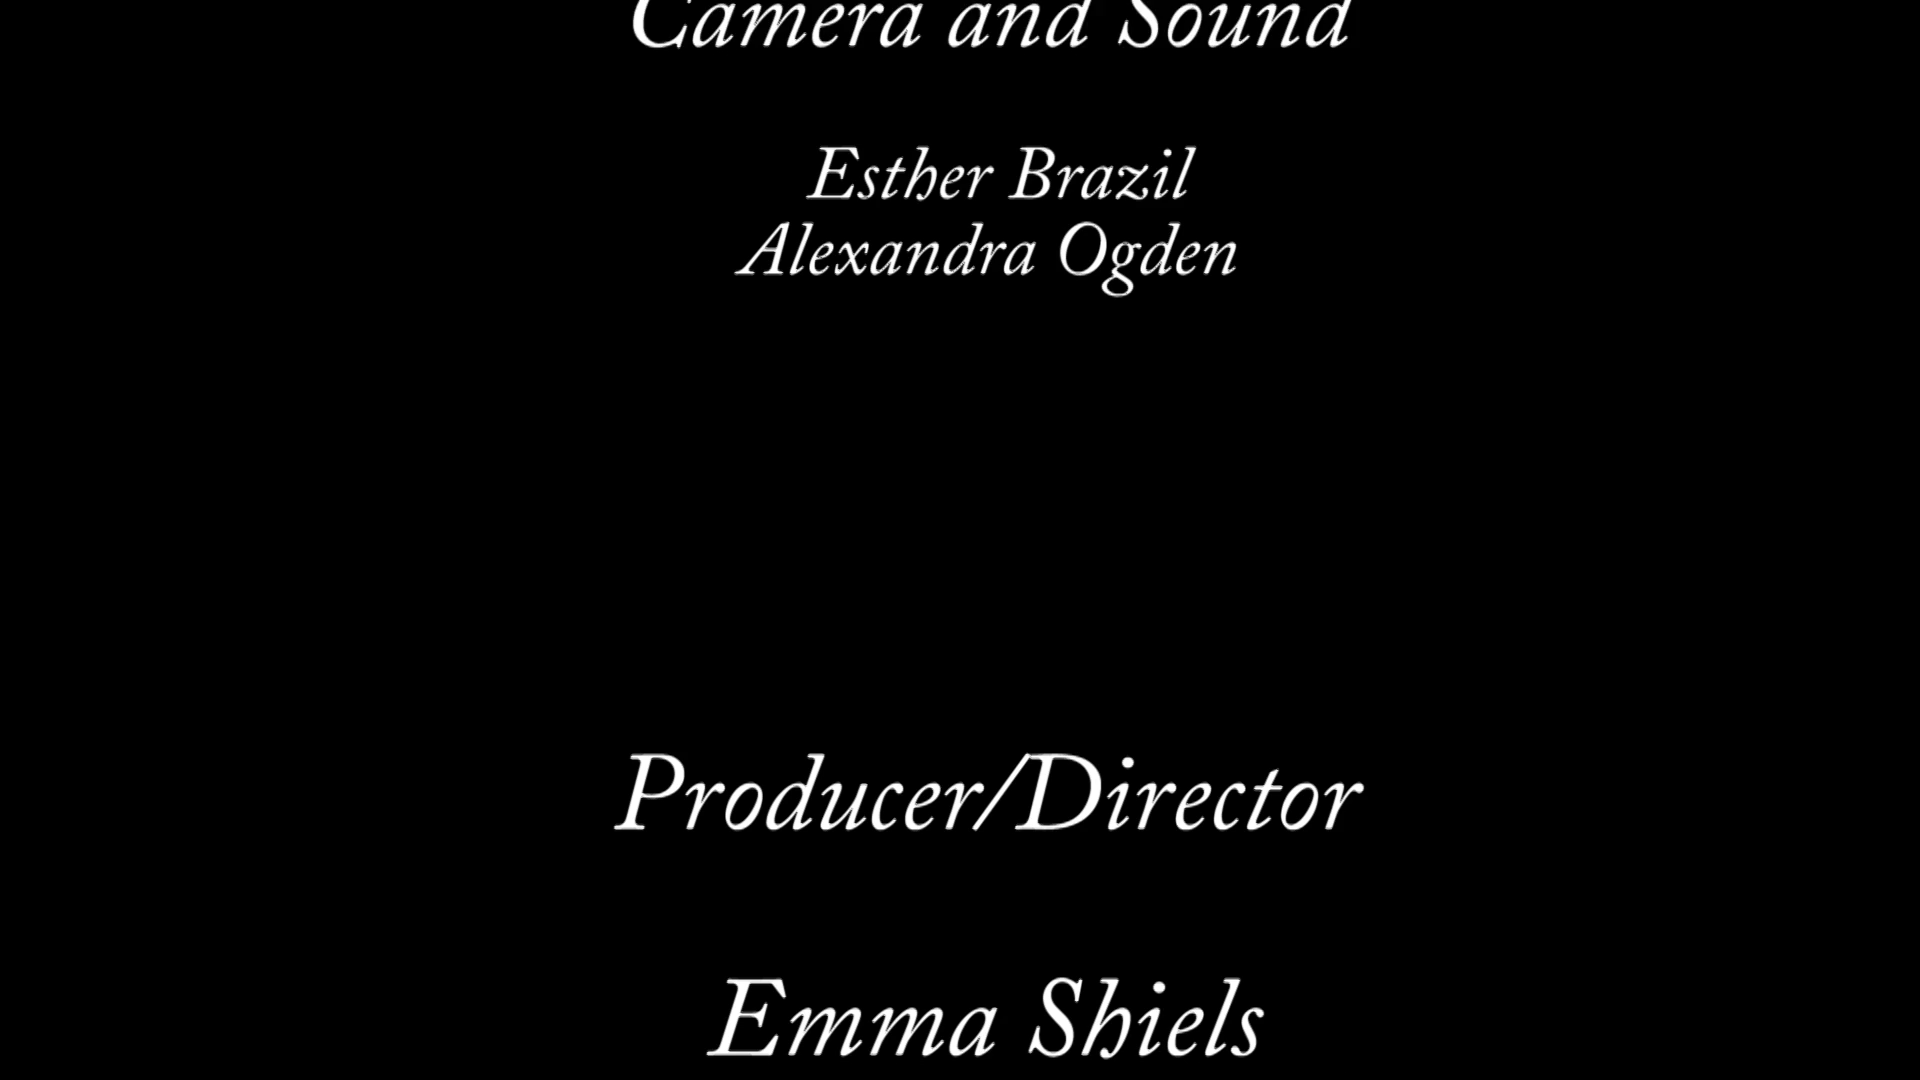 Camera and Sound
Esther Brazil
Alexandra Ogden
Producer/Director
Emma Shiels